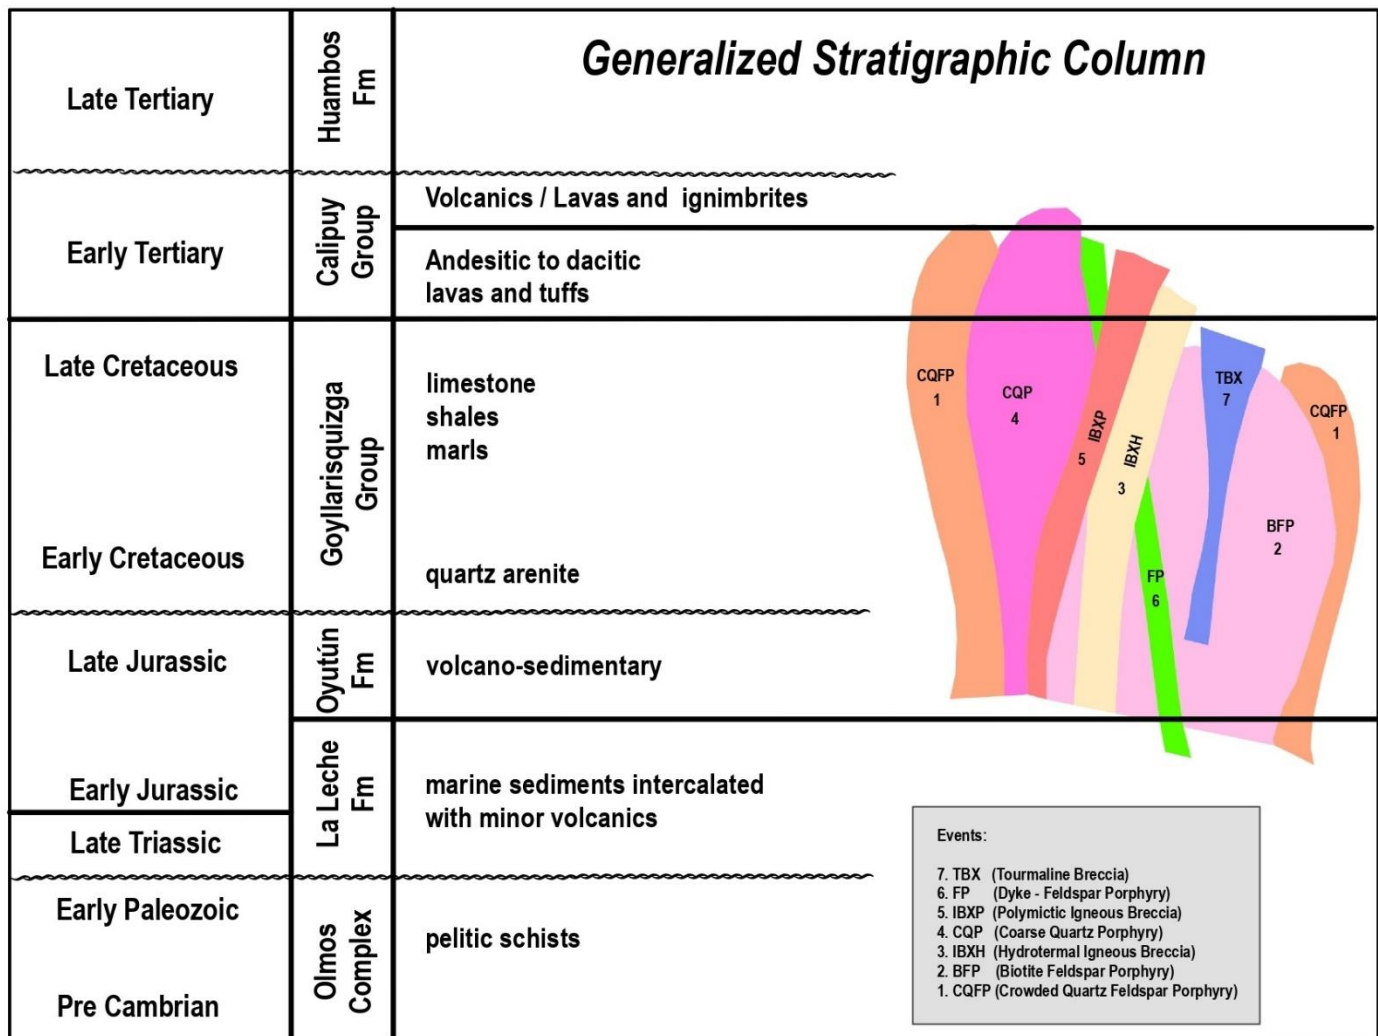 Generalized Stratigraphic Column
Late Tertiary
Huambos
Fm
Early Tertiary
Calipuy
Group
Volcanics / Lavas and ignimbrites
Andesitic to dacitic
lavas and tuffs
Late Cretaceous
Early Cretaceous
Goyllarisquizga
Group
limestone
shales
marls
quartz arenite
Late Jurassic
Oyutún
Fm
volcano-sedimentary
Early Jurassic
Late Triassic
La Leche
Fm
marine sediments intercalated
with minor volcanics
Early Paleozoic
Pre Cambrian
Olmos
Complex
pelitic schists
CQFP
1
CQP
4
IBXP
5
IBXH
3
FP
6
TBX
7
BFP
2
CQFP
1
Events:
7. TBX (Tourmaline Breccia)
6. FP (Dyke - Feldspar Porphyry)
5. IBXP (Polymictic Igneous Breccia)
4. CQP (Coarse Quartz Porphyry)
3. IBXH (Hydrotermal Igneous Breccia)
2. BFP (Biotite Feldspar Porphyry)
1. CQFP (Crowded Quartz Feldspar Porphyry)